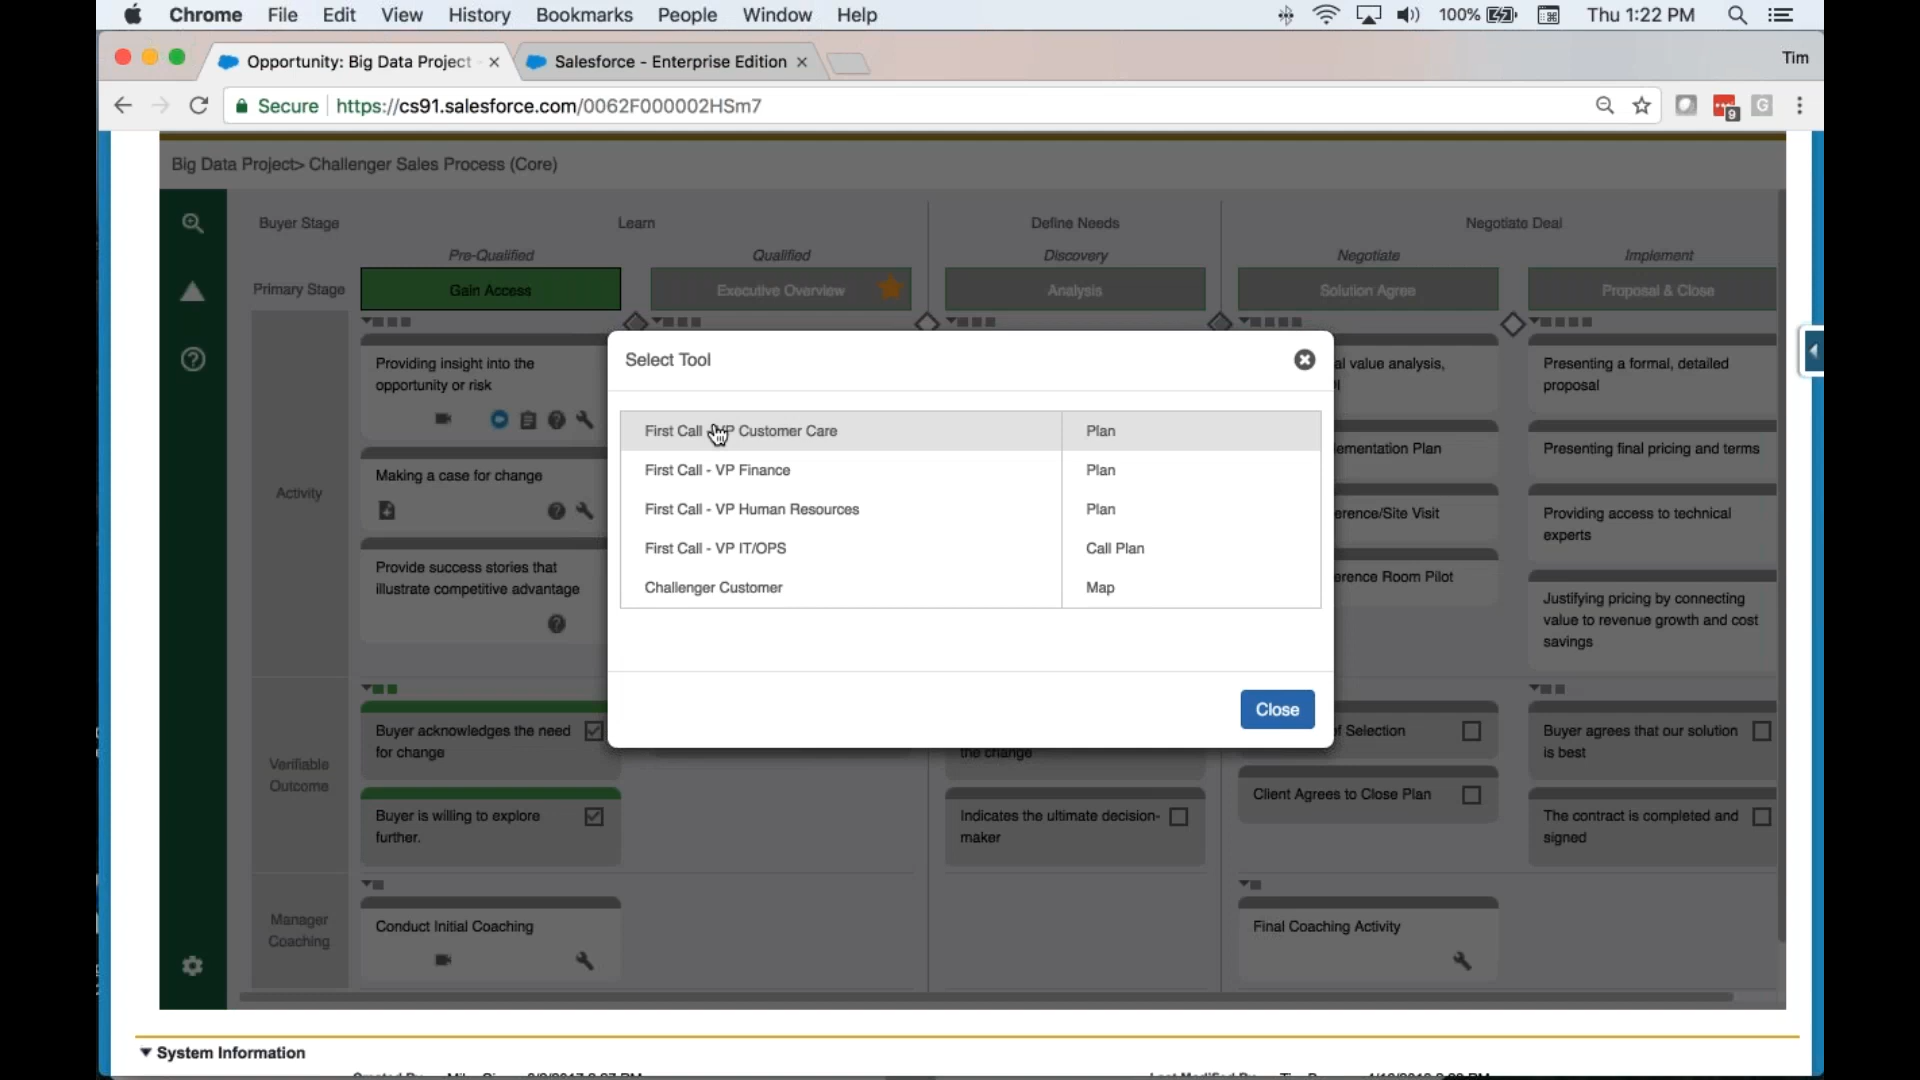 Chrome File Edit View History Bookmarks People Window Help 100% Thu 1:22 PM
Opportunity: Big Data Project Salesforce - Enterprise Edition Tim
Secure https://cs91.salesforce.com/0062F000002HSm7
9 G
Big Data Project> Challenger Sales Process (Core)
Buyer Stage Learn Define Needs Negotiate Deal
Pre-Qualified Qualified Discovery Negotiate Implement
Primary Stage Gain Access Executive Overview Analysis Solution Agree Proposal & Close
Select Tool
First Call VP Customer Care Plan
First Call - VP Finance Plan
First Call - VP Human Resources Plan
First Call - VP IT/OPS Call Plan
Challenger Customer Map
Close
Activity
Providing insight into the
opportunity or risk
Making a case for change
Provide success stories that
illustrate competitive advantage
al value analysis,
ementation Plan
erence/Site Visit
erence Room Pilot
Presenting a formal, detailed
proposal
Presenting final pricing and terms
Providing access to technical
experts
Justifying pricing by connecting
value to revenue growth and cost
savings
Verifiable
Outcome
Buyer acknowledges the need
for change
Buyer is willing to explore
further.
the change
Indicates the ultimate decision-
maker
f Selection
Client Agrees to Close Plan
Buyer agrees that our solution
is best
The contract is completed and
signed
Manager
Coaching
Conduct Initial Coaching
Final Coaching Activity
System Information